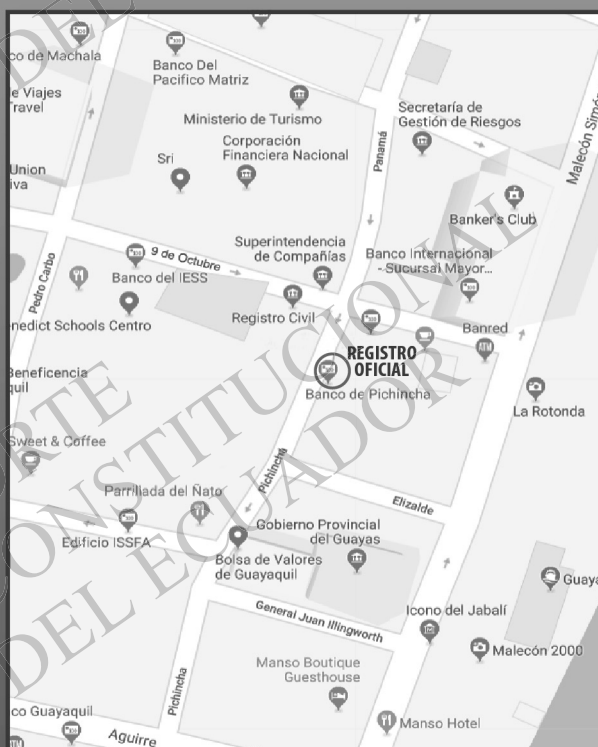 co de Machala
Banco Del
Pacifico Matriz
e Viajes
Travel
Ministerio de Turismo
Secretaría de
Gestión de Riesgos
Malecón Simó
Panamá
Corporación
Financiera Nacional
Sri
Union
iva
Banker's Club
Superintendencia
de Compañías
Banco Internacional
- Sucursal Mayor...
9 de Octubre
Banco del IESS
Pedro Carbo
Registro Civil
Banred
ATM
nedict Schools Centro
REGISTRO
OFICIAL
Banco de Pichincha
Beneficencia
quil
La Rotonda
Sweet & Coffee
Pichincha
Parrillada del Ñato
Elizalde
Edificio ISSFA
Gobierno Provincial
del Guayas
Bolsa de Valores
de Guayaquil
Guaya
General Juan Illingworth
Icono del Jabalí
Malecón 2000
Manso Boutique
Guesthouse
Pichincha
co Guayaquil
Manso Hotel
Aguirre
ATM
CORTE
CONSTITUCIONAL
DEL ECUADOR
DEL